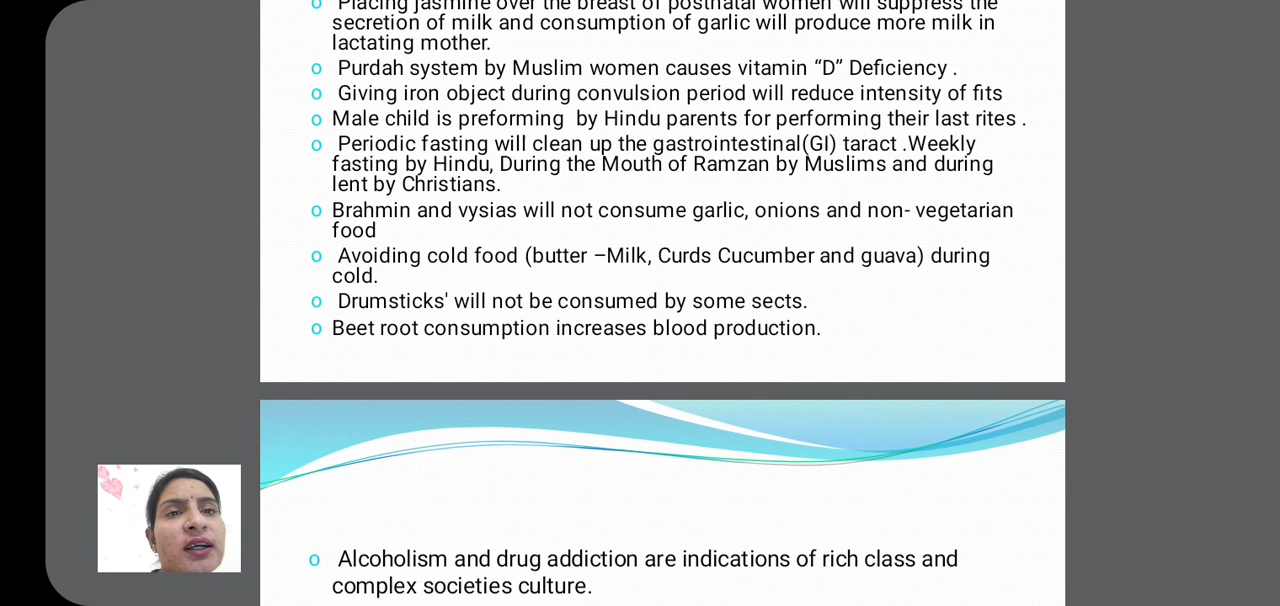 o Placing jasmine over the breast of postnatal women will suppress the
secretion of milk and consumption of garlic will produce more milk in
lactating mother.
o Purdah system by Muslim women causes vitamin “D” Deficiency .
o Giving iron object during convulsion period will reduce intensity of fits
o Male child is preforming  by Hindu parents for performing their last rites .
o Periodic fasting will clean up the gastrointestinal(GI) taract .Weekly
fasting by Hindu, During the Mouth of Ramzan by Muslims and during
lent by Christians.
o Brahmin and vysias will not consume garlic, onions and non- vegetarian
food
o Avoiding cold food (butter –Milk, Curds Cucumber and guava) during
cold.
o Drumsticks' will not be consumed by some sects.
o Beet root consumption increases blood production.
o Alcoholism and drug addiction are indications of rich class and
complex societies culture.